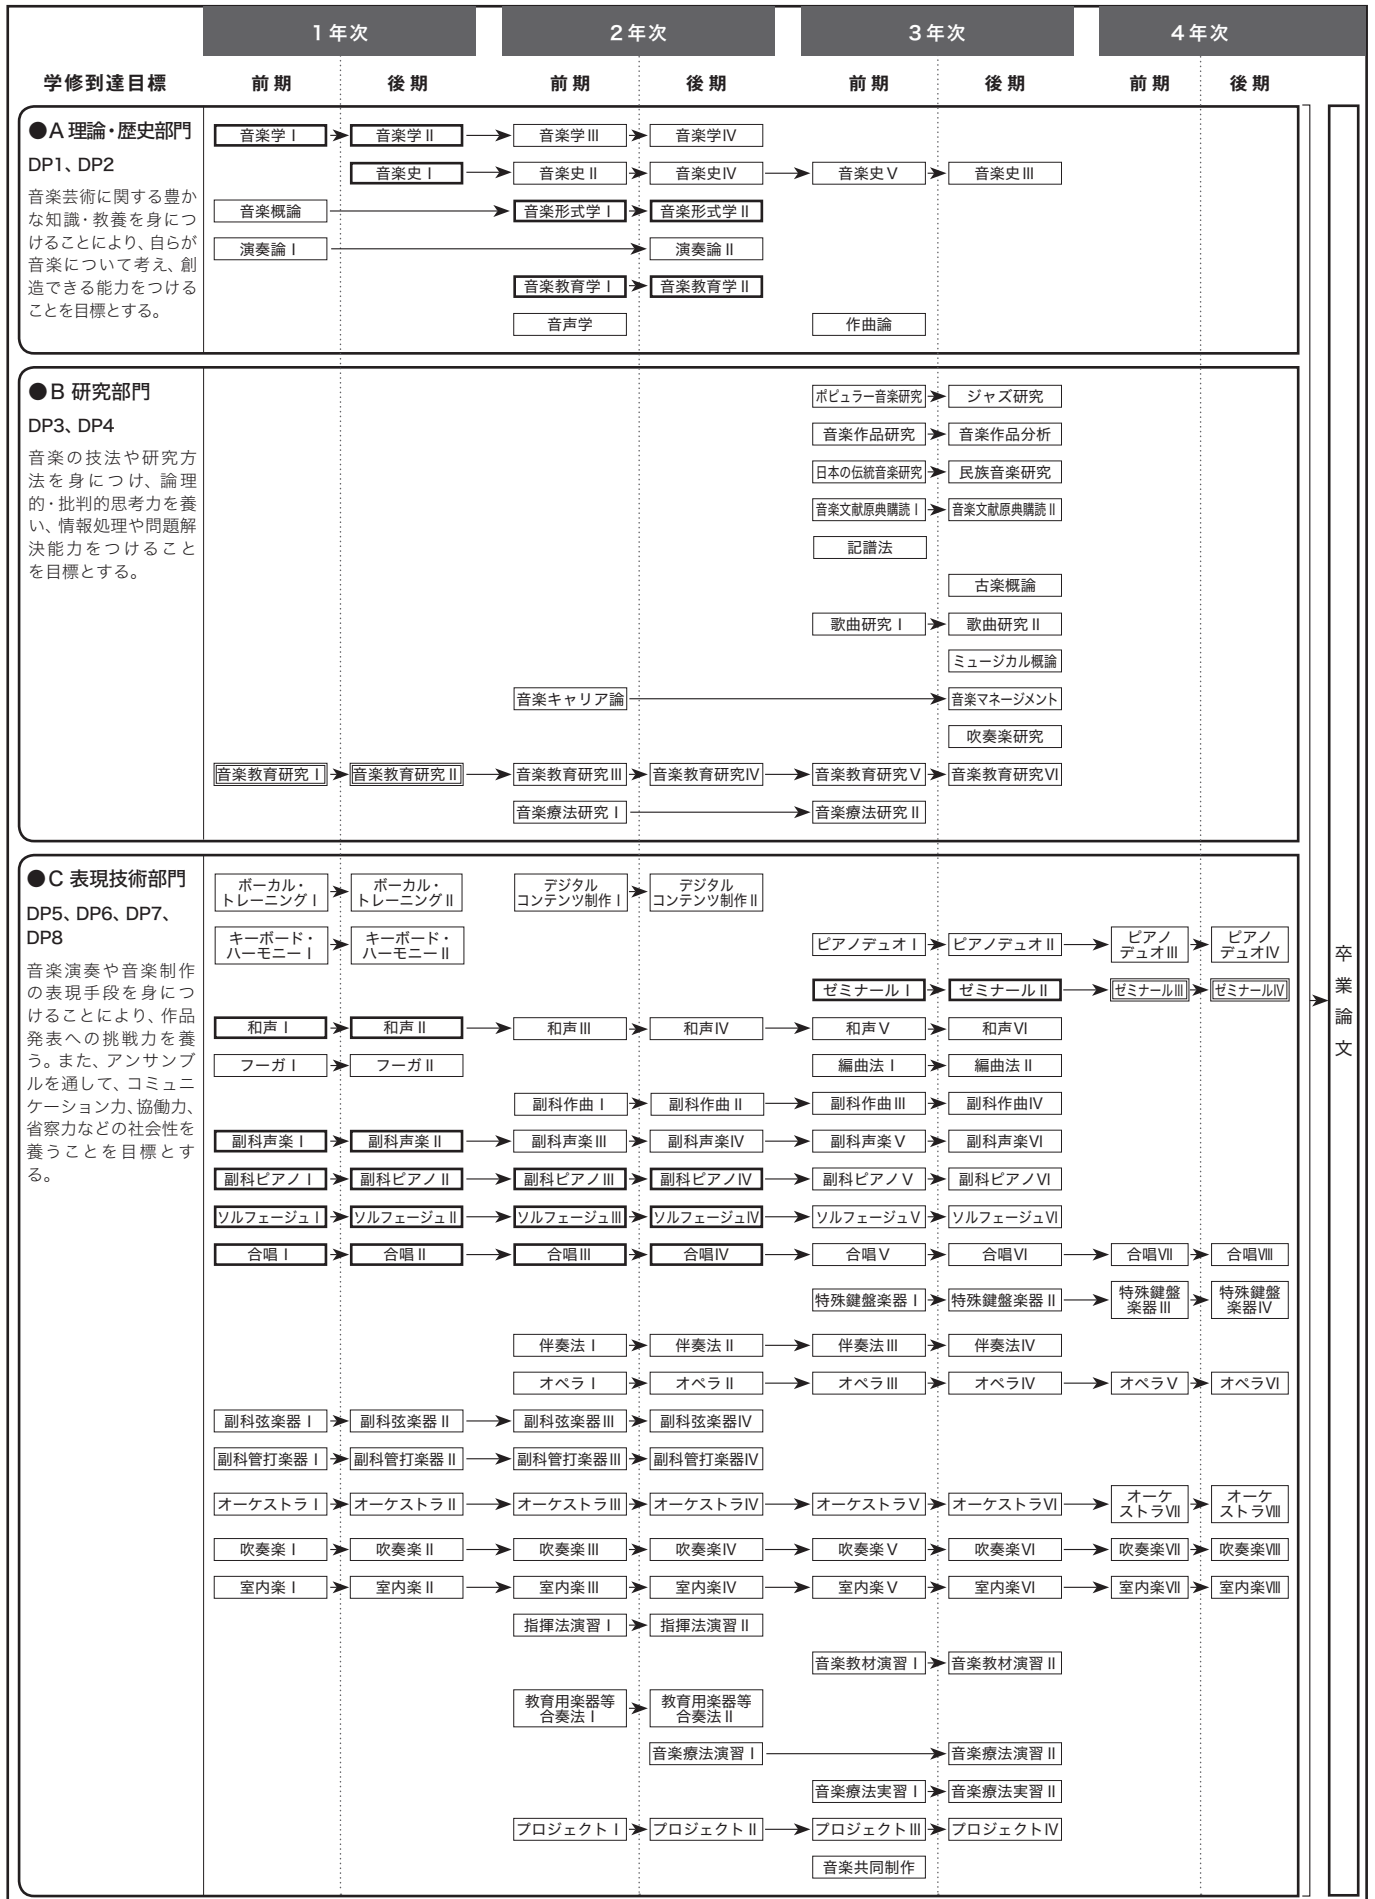 1年次 2年次 3年次 4年次
学修到達目標 前期 後期 前期 後期 前期 後期 前期 後期
●A 理論・歴史部門
DP1、DP2
音楽芸術に関する豊か
な知識・教養を身につ
けることにより、自らが
音楽について考え、創
造できる能力をつける
ことを目標とする。
音楽学Ⅰ 音楽学Ⅱ 音楽学Ⅲ 音楽学Ⅳ
音楽史Ⅰ 音楽史Ⅱ 音楽史Ⅳ 音楽史Ⅴ 音楽史Ⅲ
音楽概論 音楽形式学Ⅰ 音楽形式学Ⅱ
演奏論Ⅰ 演奏論Ⅱ
音楽教育学Ⅰ 音楽教育学Ⅱ
音声学 作曲論
●B 研究部門
DP3、DP4
音楽の技法や研究方
法を身につけ、論理
的・批判的思考力を養
い、情報処理や問題解
決能力をつけること
を目標とする。
ポピュラー音楽研究 ジャズ研究
音楽作品研究 音楽作品分析
日本の伝統音楽研究 民族音楽研究
音楽文献原典購読Ⅰ 音楽文献原典購読Ⅱ
記譜法
古楽概論
歌曲研究Ⅰ 歌曲研究Ⅱ
ミュージカル概論
音楽キャリア論 音楽マネージメント
吹奏楽研究
音楽教育研究Ⅰ 音楽教育研究Ⅱ 音楽教育研究Ⅲ 音楽教育研究Ⅳ 音楽教育研究Ⅴ 音楽教育研究Ⅵ
音楽療法研究Ⅰ 音楽療法研究Ⅱ
●C 表現技術部門
DP5、DP6、DP7、
DP8
音楽演奏や音楽制作
の表現手段を身につ
けることにより、作品
発表への挑戦力を養
う。また、アンサンブ
ルを通して、コミュニ
ケーション力、協働力、
省察力などの社会性を
養うことを目標とす
る。
ボーカル・ ボーカル・ デジタル デジタル
トレーニングⅠ トレーニングⅡ コンテンツ制作Ⅰ コンテンツ制作Ⅱ
キーボード・ キーボード・ ピアノ ピアノ
ハーモニーⅠ ハーモニーⅡ ピアノデュオⅠ ピアノデュオⅡ デュオⅢ デュオⅣ
ゼミナールⅠ ゼミナールⅡ ゼミナールⅢ ゼミナールⅣ
和声Ⅰ 和声Ⅱ 和声Ⅲ 和声Ⅳ 和声Ⅴ 和声Ⅵ
フーガⅠ フーガⅡ 編曲法Ⅰ 編曲法Ⅱ
副科作曲Ⅰ 副科作曲Ⅱ 副科作曲Ⅲ 副科作曲Ⅳ
副科声楽Ⅰ 副科声楽Ⅱ 副科声楽Ⅲ 副科声楽Ⅳ 副科声楽Ⅴ 副科声楽Ⅵ
副科ピアノⅠ 副科ピアノⅡ 副科ピアノⅢ 副科ピアノⅣ 副科ピアノⅤ 副科ピアノⅥ
ソルフェージュⅠ ソルフェージュⅡ ソルフェージュⅢ ソルフェージュⅣ ソルフェージュⅤ ソルフェージュⅥ
合唱Ⅰ 合唱Ⅱ 合唱Ⅲ 合唱Ⅳ 合唱Ⅴ 合唱Ⅵ 合唱Ⅶ 合唱Ⅷ
特殊鍵盤楽器Ⅰ 特殊鍵盤楽器Ⅱ 特殊鍵盤 特殊鍵盤
楽器Ⅲ 楽器Ⅳ
伴奏法Ⅰ 伴奏法Ⅱ 伴奏法Ⅲ 伴奏法Ⅳ
オペラⅠ オペラⅡ オペラⅢ オペラⅣ オペラⅤ オペラⅥ
副科弦楽器Ⅰ 副科弦楽器Ⅱ 副科弦楽器Ⅲ 副科弦楽器Ⅳ
副科管打楽器Ⅰ 副科管打楽器Ⅱ 副科管打楽器Ⅲ 副科管打楽器Ⅳ
オーケストラⅠ オーケストラⅡ オーケストラⅢ オーケストラⅣ オーケストラⅤ オーケストラⅥ オーケ オーケ
ストラⅦ ストラⅧ
吹奏楽Ⅰ 吹奏楽Ⅱ 吹奏楽Ⅲ 吹奏楽Ⅳ 吹奏楽Ⅴ 吹奏楽Ⅵ 吹奏楽Ⅶ 吹奏楽Ⅷ
室内楽Ⅰ 室内楽Ⅱ 室内楽Ⅲ 室内楽Ⅳ 室内楽Ⅴ 室内楽Ⅵ 室内楽Ⅶ 室内楽Ⅷ
指揮法演習Ⅰ 指揮法演習Ⅱ
音楽教材演習Ⅰ 音楽教材演習Ⅱ
教育用楽器等 教育用楽器等
合奏法Ⅰ 合奏法Ⅱ
音楽療法演習Ⅰ 音楽療法演習Ⅱ
音楽療法実習Ⅰ 音楽療法実習Ⅱ
プロジェクトⅠ プロジェクトⅡ プロジェクトⅢ プロジェクトⅣ
音楽共同制作
卒業論文